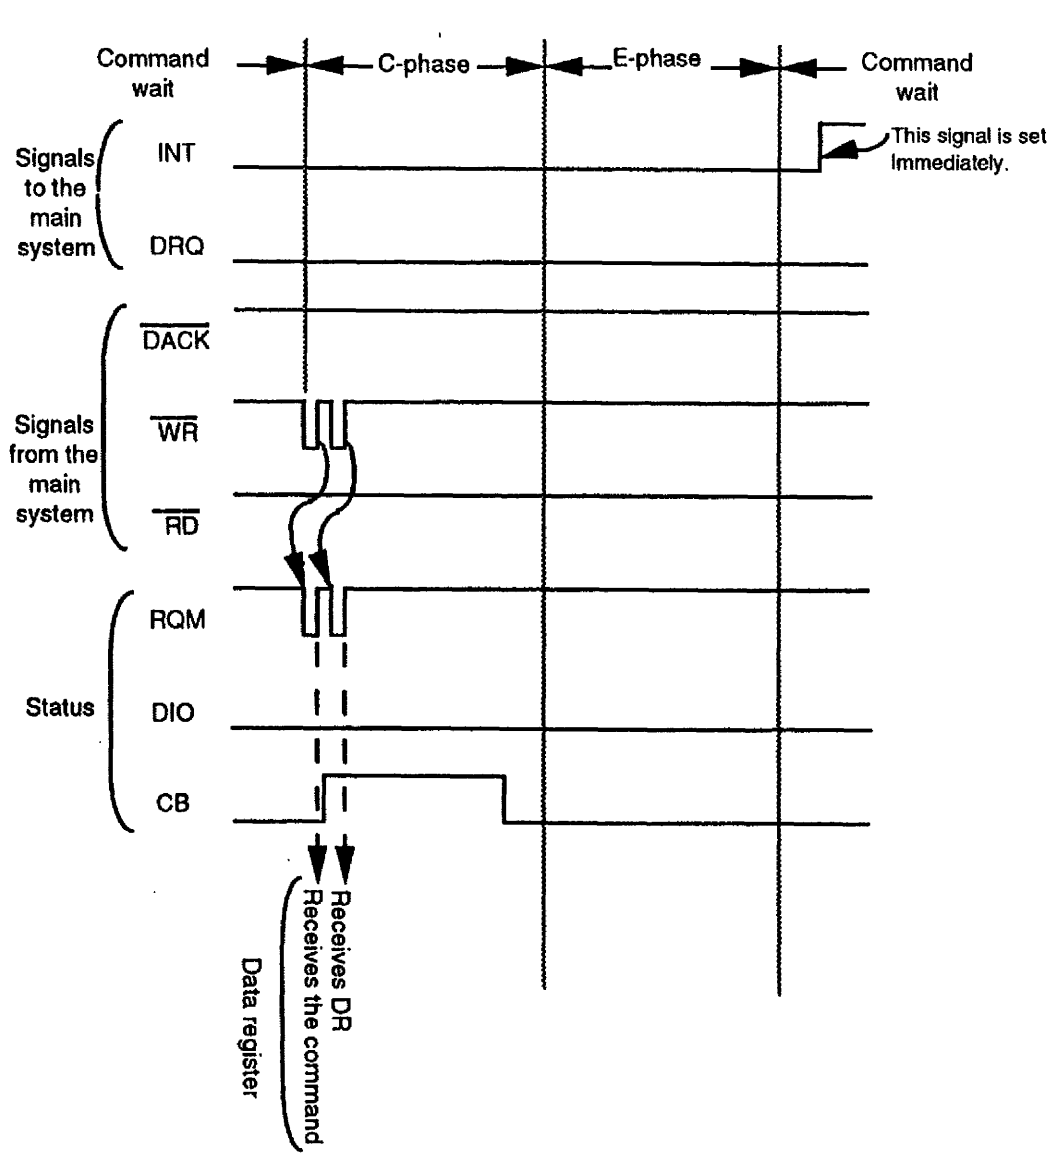 Command
wait
C-phase
E-phase
Command
wait
Signals
to the
main
system
INT
This signal is set
Immediately.
DRQ
Signals
from the
main
system
DACK
WR
RD
Status
RQM
DIO
CB
Data register
Receives the command
Receives DR